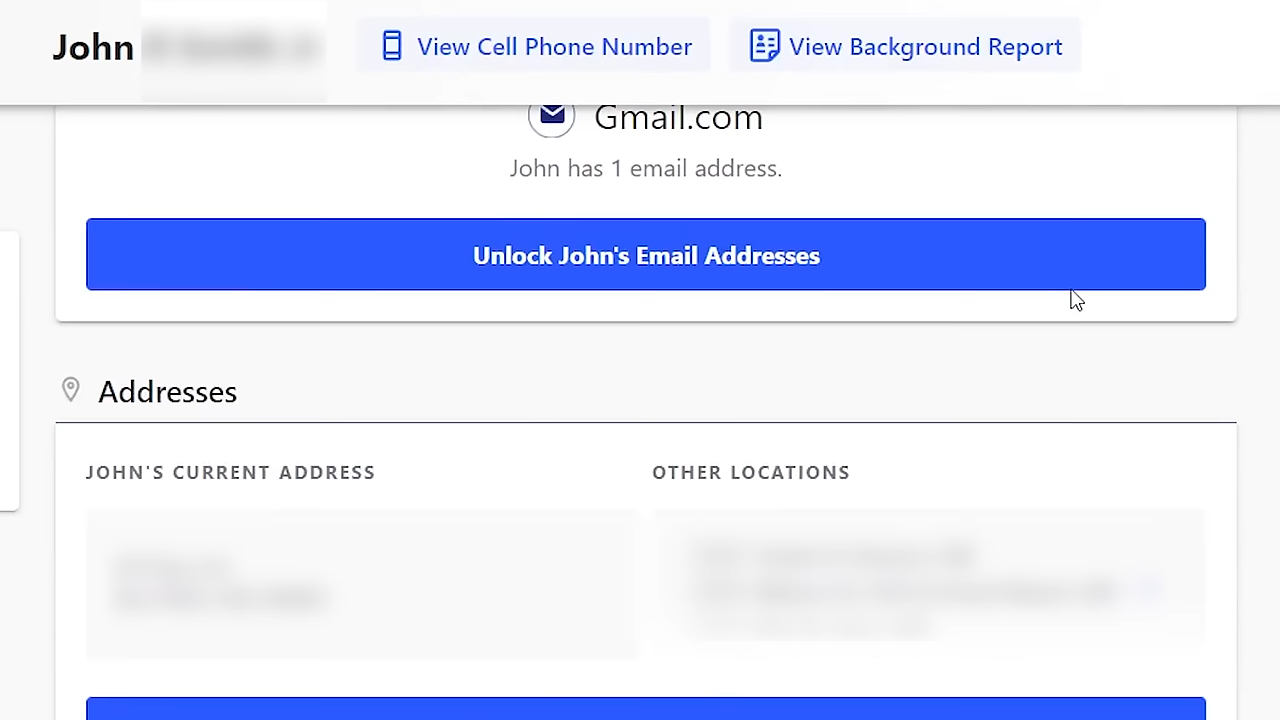 John
View Cell Phone Number
View Background Report
Gmail.com
John has 1 email address.
Unlock John's Email Addresses
Addresses
JOHN'S CURRENT ADDRESS
OTHER LOCATIONS